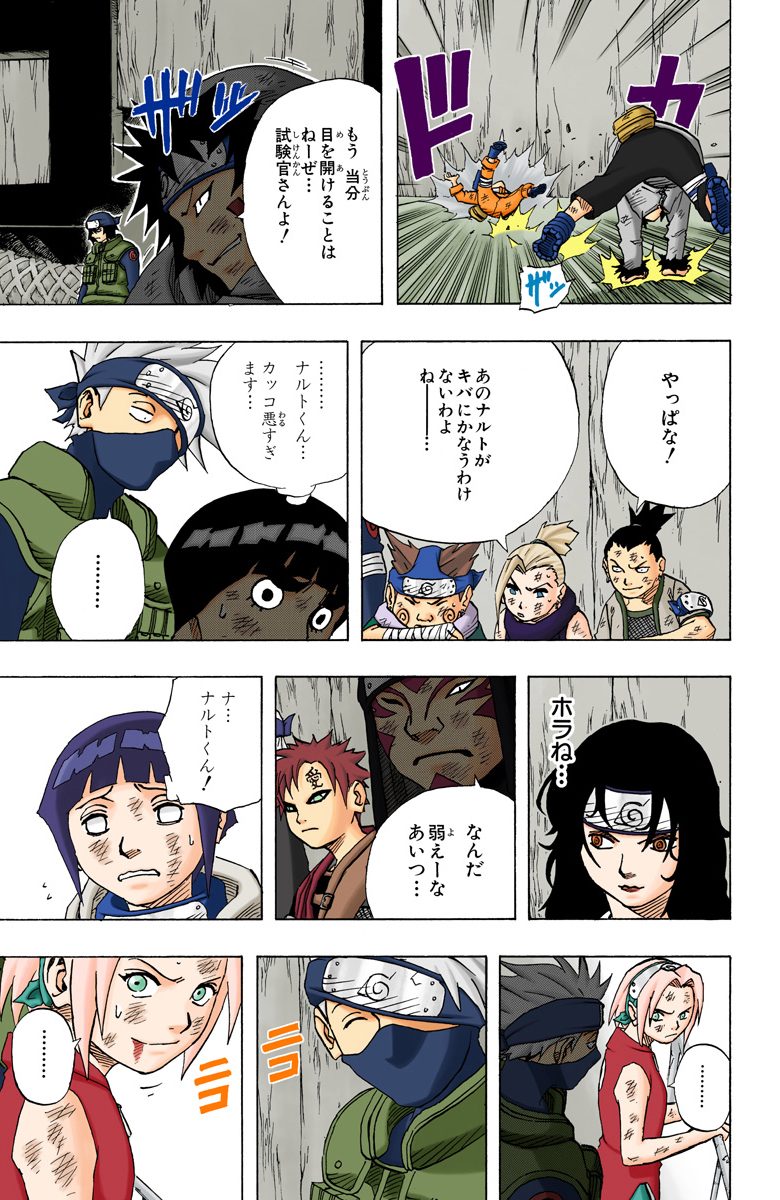 ドカ
ザッ
ザッ
もう当分
目を開けることは
ねーぜ…
試験官さんよ！
やっぱな！
あのナルトが
キバにかなうわけ
ないわよ
ねー――…
………
ナルトくん…
カッコ悪すぎ
ます…
………
ホラね…
なんだ
弱えーな
あいつ…
ナ…
ナルトくん！
愛
………
ニコ
ニコ
………